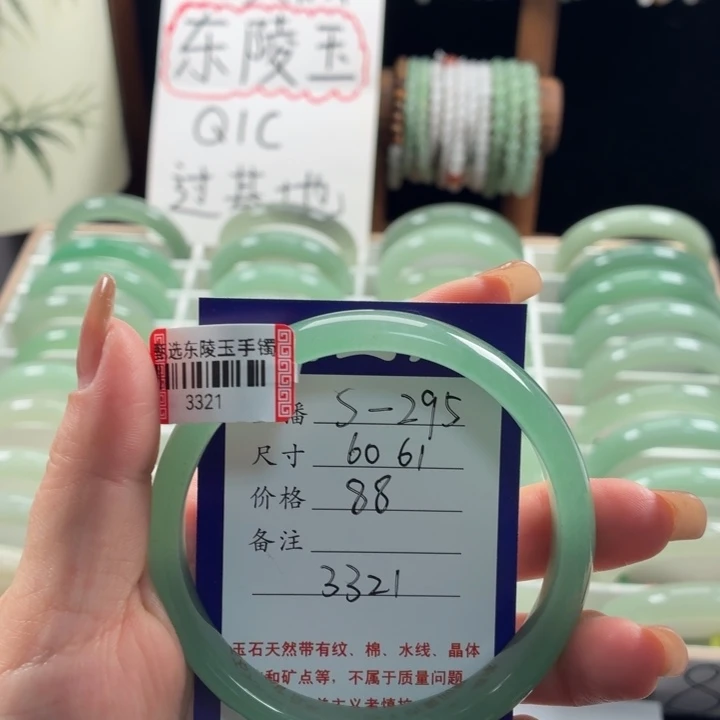 东陵玉
QIC
过基地
选东陵玉手镯
3321
播 S-295
尺寸 60 61
价格 88
备注
3321
玉石天然带有纹、棉、水线、晶体
和矿点等，不属于质量问题